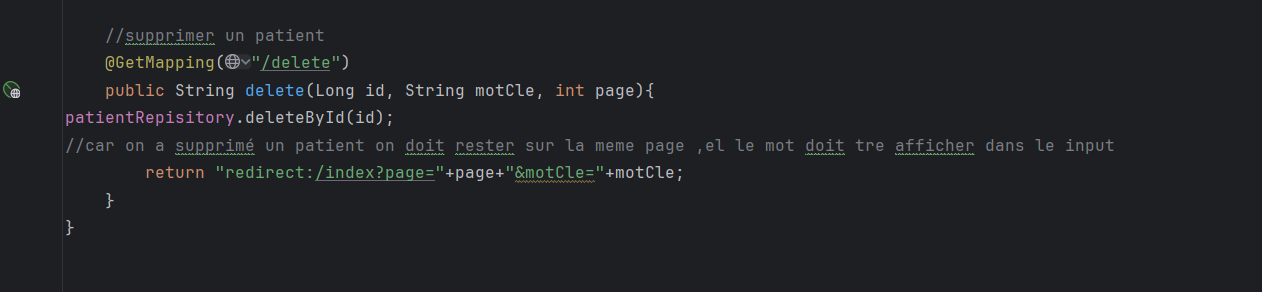 //supprimer un patient
@GetMapping("/delete")
public String delete(Long id, String motCle, int page){
patientRepisitory.deleteById(id);
//car on a supprimé un patient on doit rester sur la meme page ,el le mot doit tre afficher dans le input
return "redirect:/index?page="+page+"&motCle="+motCle;
}
}